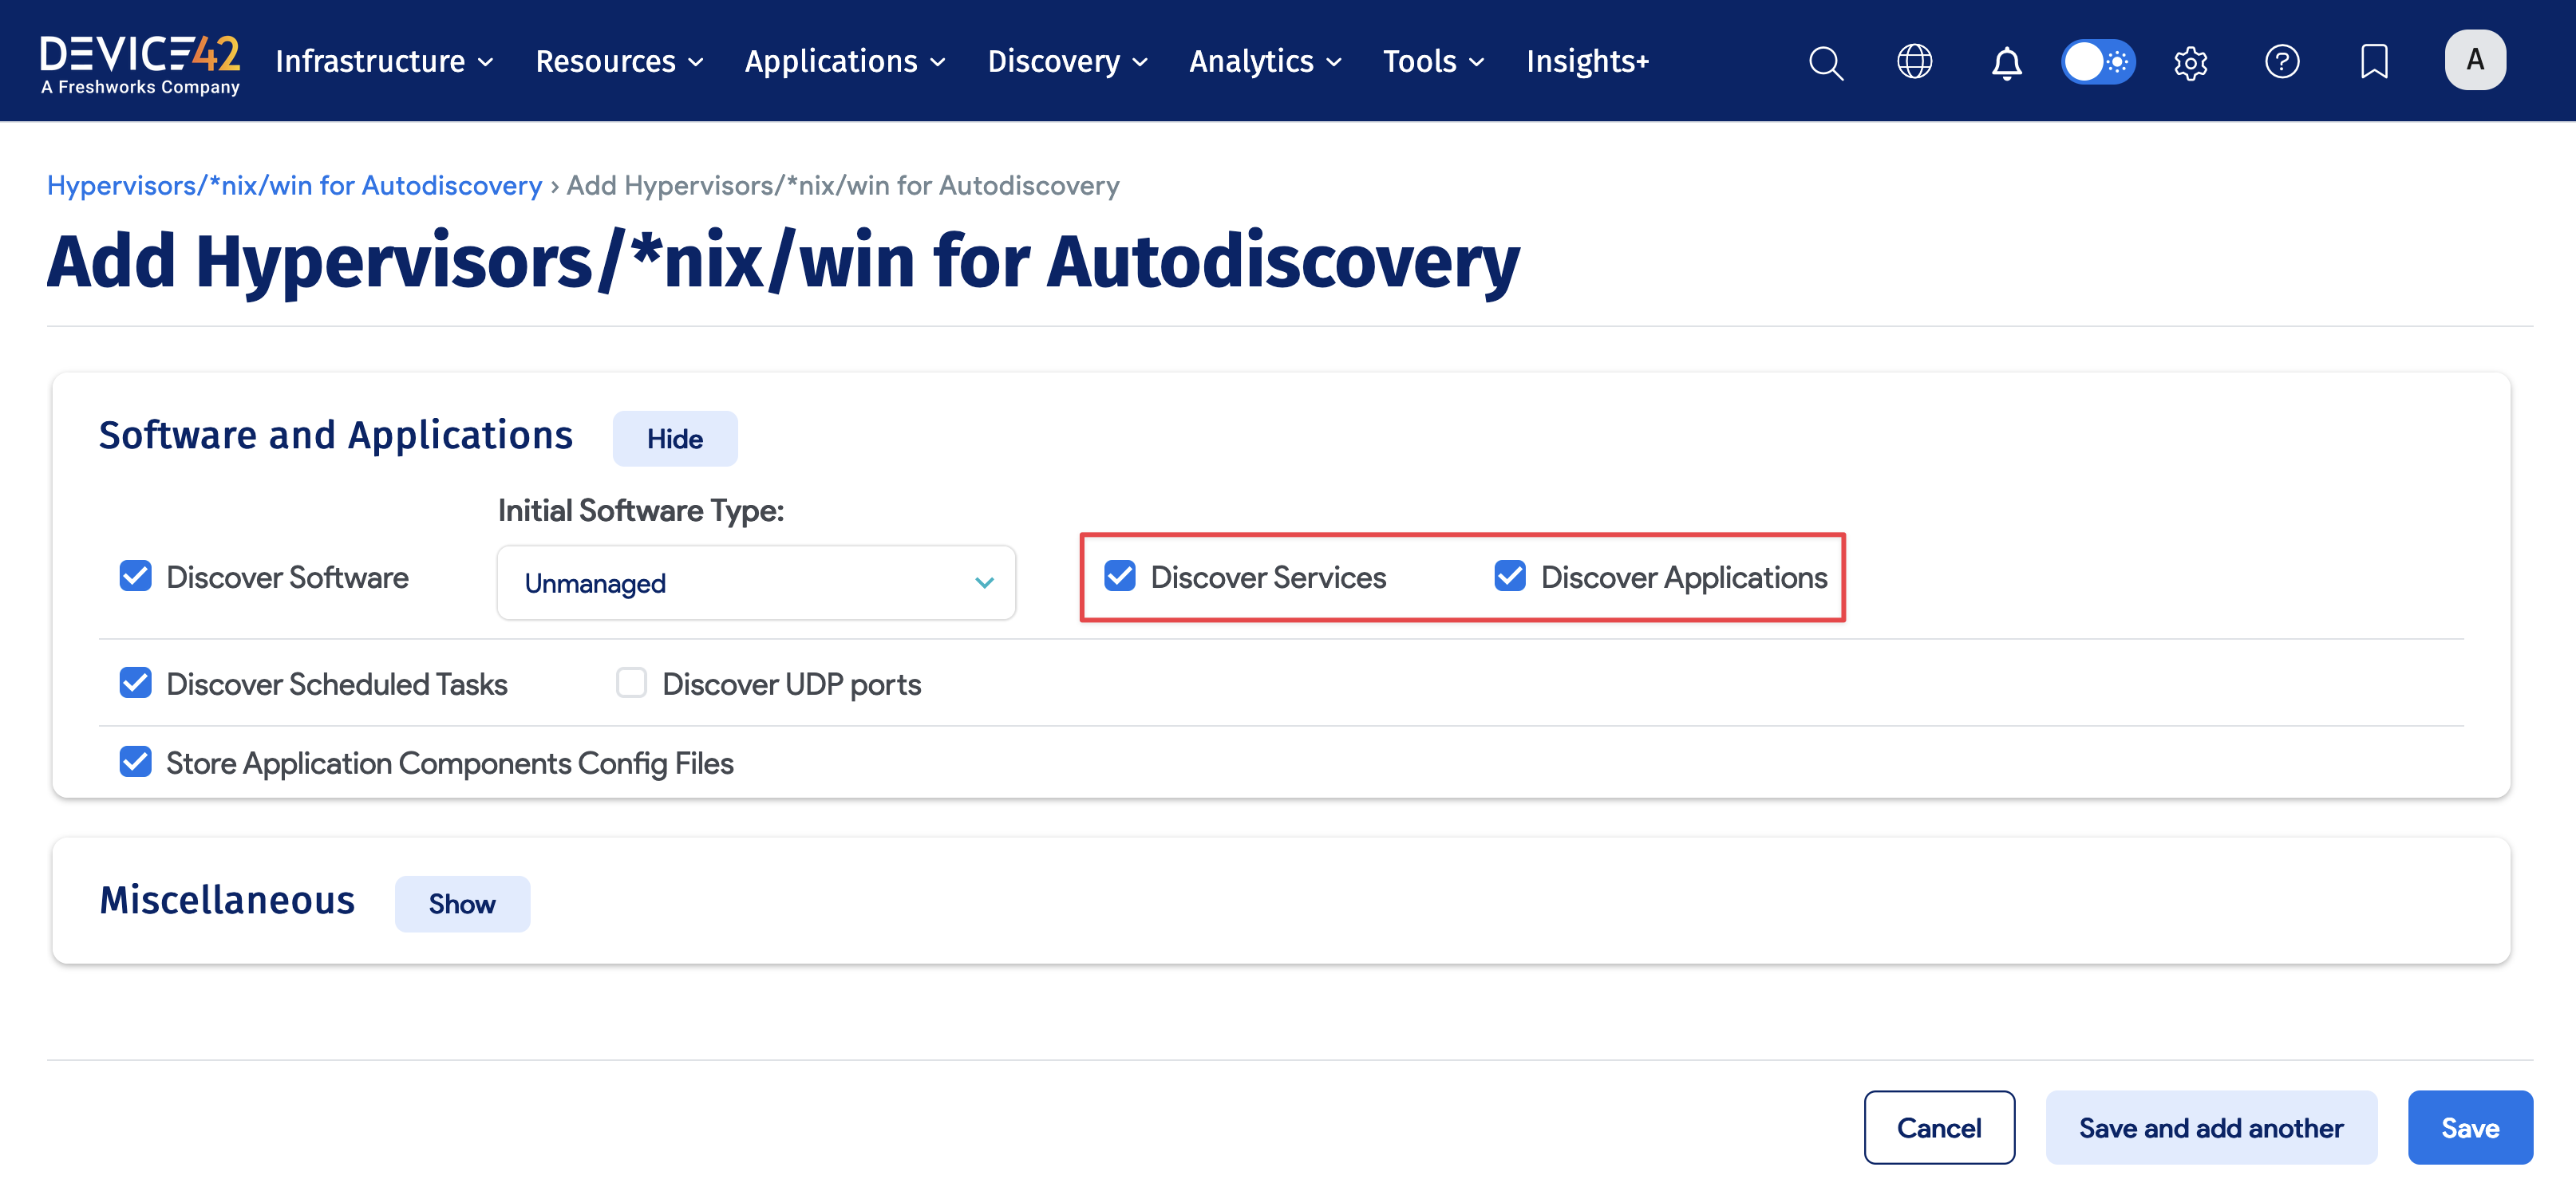 DEVICE42
A Freshworks Company
Infrastructure Resources Applications Discovery Analytics Tools Insights+
A
Hypervisors/*nix/win for Autodiscovery › Add Hypervisors/*nix/win for Autodiscovery
Add Hypervisors/*nix/win for Autodiscovery
Software and Applications Hide
Initial Software Type:
Discover Software Unmanaged Discover Services Discover Applications
Discover Scheduled Tasks Discover UDP ports
Store Application Components Config Files
Miscellaneous Show
Cancel Save and add another Save